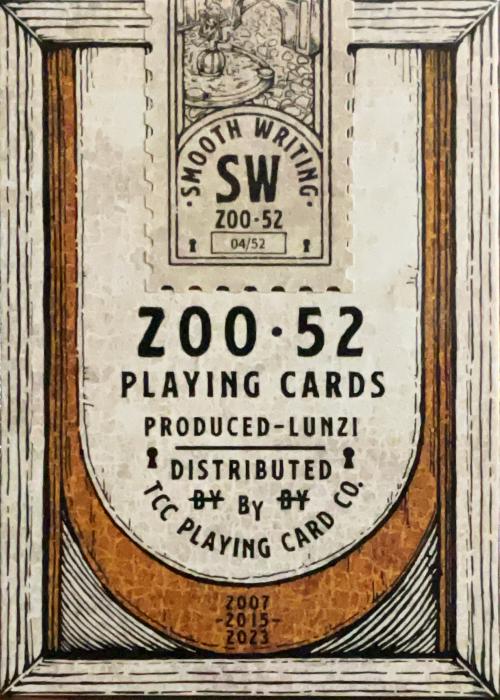 ·SMOOTH WRITING·
SW
ZOO·52
04/52
ZOO·52
PLAYING CARDS
PRODUCED-LUNZI
DISTRIBUTED
BY BY BY
TCC PLAYING CARD CO.
2007
-2015-
2023